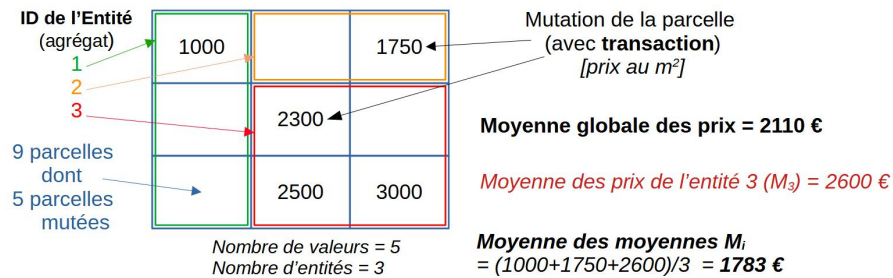 ID de l'Entité
(agrégat)
1
2
3
9 parcelles
dont
5 parcelles
mutées
1000
1750
2300
2500
3000
Nombre de valeurs = 5
Nombre d'entités = 3
Mutation de la parcelle
(avec transaction)
[prix au m²]
Moyenne globale des prix = 2110 €
Moyenne des prix de l'entité 3 (M₃) = 2600 €
Moyenne des moyennes Mᵢ
= (1000+1750+2600)/3 = 1783 €